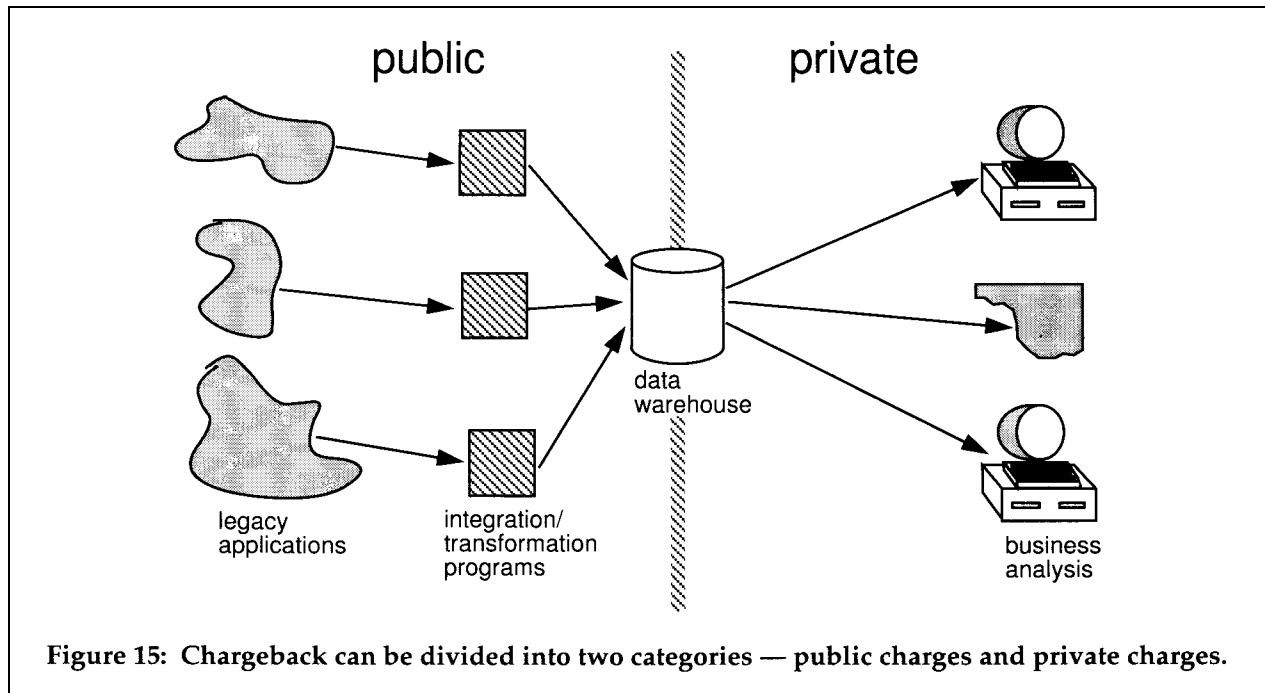 public
private
data
warehouse
legacy
applications
integration/
transformation
programs
business
analysis
Figure 15: Chargeback can be divided into two categories — public charges and private charges.